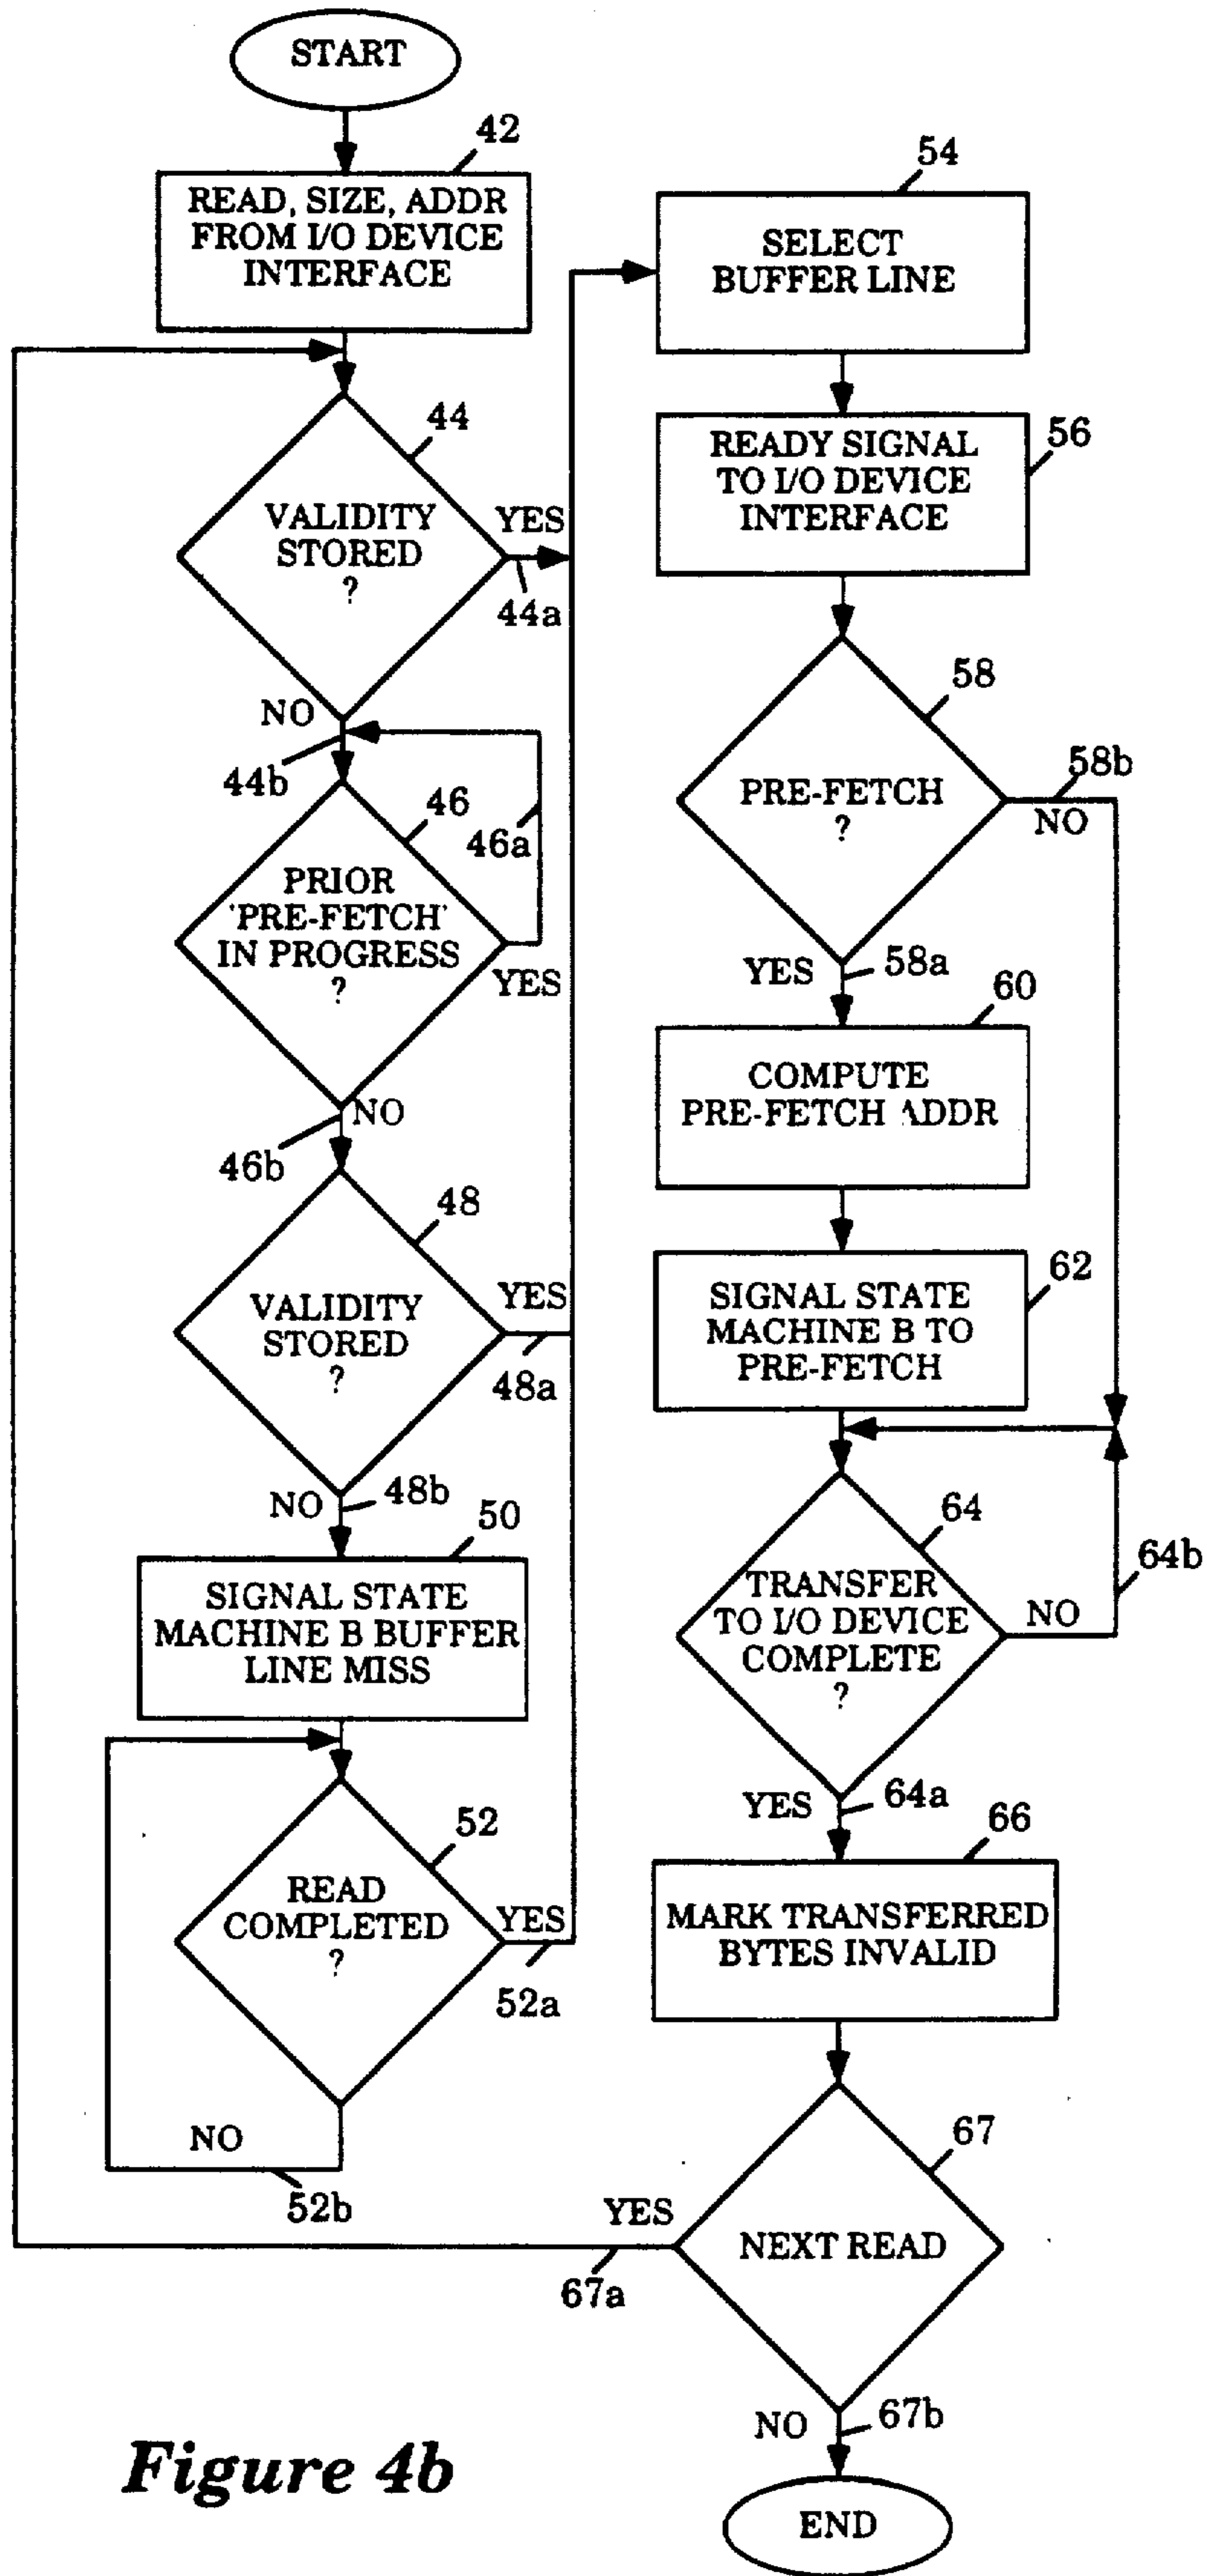 START
42
READ, SIZE, ADDR
FROM I/O DEVICE
INTERFACE
44
VALIDITY
STORED
?
YES
44a
NO
44b
46
46a
PRIOR
'PRE-FETCH'
IN PROGRESS
?
YES
NO
46b
48
VALIDITY
STORED
?
YES
48a
NO
48b
50
SIGNAL STATE
MACHINE B BUFFER
LINE MISS
52
READ
COMPLETED
?
YES
52a
NO
52b
54
SELECT
BUFFER LINE
56
READY SIGNAL
TO I/O DEVICE
INTERFACE
58
PRE-FETCH
?
58b
NO
YES
58a
60
COMPUTE
PRE-FETCH ADDR
62
SIGNAL STATE
MACHINE B TO
PRE-FETCH
64
TRANSFER
TO I/O DEVICE
COMPLETE
?
NO
64b
YES
64a
66
MARK TRANSFERRED
BYTES INVALID
67
NEXT READ
YES
67a
NO
67b
END
Figure 4b